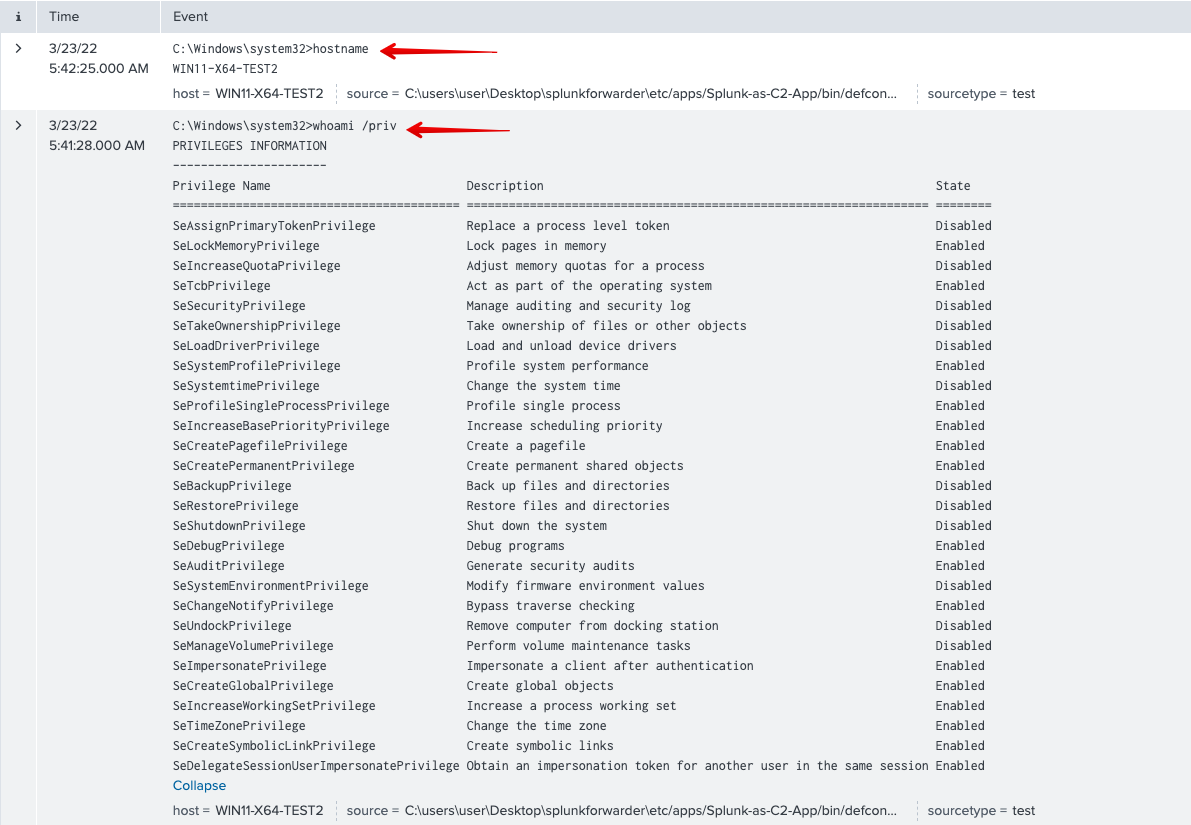 i Time Event
3/23/22 C:\Windows\system32>hostname
5:42:25.000 AM WIN11-X64-TEST2
host = WIN11-X64-TEST2 source = C:\users\user\Desktop\splunkforwarder\etc/apps/Splunk-as-C2-App/bin/defcon... sourcetype = test
3/23/22 C:\Windows\system32>whoami /priv
5:41:28.000 AM PRIVILEGES INFORMATION
----------------------
Privilege Name Description State
========================================= ================================================================== ========
SeAssignPrimaryTokenPrivilege Replace a process level token Disabled
SeLockMemoryPrivilege Lock pages in memory Enabled
SeIncreaseQuotaPrivilege Adjust memory quotas for a process Disabled
SeTcbPrivilege Act as part of the operating system Enabled
SeSecurityPrivilege Manage auditing and security log Disabled
SeTakeOwnershipPrivilege Take ownership of files or other objects Disabled
SeLoadDriverPrivilege Load and unload device drivers Disabled
SeSystemProfilePrivilege Profile system performance Enabled
SeSystemtimePrivilege Change the system time Disabled
SeProfileSingleProcessPrivilege Profile single process Enabled
SeIncreaseBasePriorityPrivilege Increase scheduling priority Enabled
SeCreatePagefilePrivilege Create a pagefile Enabled
SeCreatePermanentPrivilege Create permanent shared objects Enabled
SeBackupPrivilege Back up files and directories Disabled
SeRestorePrivilege Restore files and directories Disabled
SeShutdownPrivilege Shut down the system Disabled
SeDebugPrivilege Debug programs Enabled
SeAuditPrivilege Generate security audits Enabled
SeSystemEnvironmentPrivilege Modify firmware environment values Disabled
SeChangeNotifyPrivilege Bypass traverse checking Enabled
SeUndockPrivilege Remove computer from docking station Disabled
SeManageVolumePrivilege Perform volume maintenance tasks Disabled
SeImpersonatePrivilege Impersonate a client after authentication Enabled
SeCreateGlobalPrivilege Create global objects Enabled
SeIncreaseWorkingSetPrivilege Increase a process working set Enabled
SeTimeZonePrivilege Change the time zone Enabled
SeCreateSymbolicLinkPrivilege Create symbolic links Enabled
SeDelegateSessionUserImpersonatePrivilege Obtain an impersonation token for another user in the same session Enabled
Collapse
host = WIN11-X64-TEST2 source = C:\users\user\Desktop\splunkforwarder\etc/apps/Splunk-as-C2-App/bin/defcon... sourcetype = test